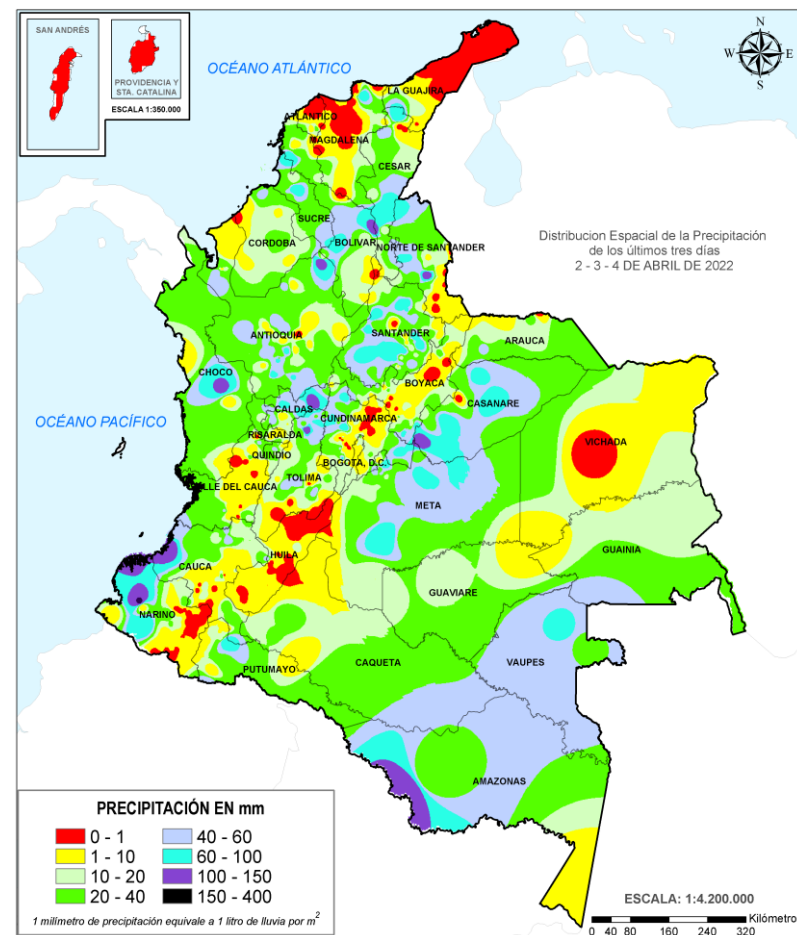 SAN ANDRÉS
PROVIDENCIA Y
STA. CATALINA
ESCALA 1:350.000
OCÉANO ATLÁNTICO
N
W
E
S
LA GUAJIRA
ATLANTICO
MAGDALENA
CESAR
SUCRE
CORDOBA
BOLIVAR
NORTE DE SANTANDER
Distribucion Espacial de la Precipitación
de los últimos tres días
2 - 3 - 4 DE ABRIL DE 2022
ANTIOQUIA
SANTANDER
ARAUCA
CHOCO
BOYACA
CASANARE
CALDAS
CUNDINAMARCA
OCÉANO PACÍFICO
RISARALDA
VICHADA
QUINDIO
BOGOTA, D.C.
TOLIMA
VALLE DEL CAUCA
META
GUAINIA
HUILA
CAUCA
GUAVIARE
NARIÑO
CAQUETA
VAUPES
PUTUMAYO
AMAZONAS
PRECIPITACIÓN EN mm
0 - 1
40 - 60
1 - 10
60 - 100
10 - 20
100 - 150
20 - 40
150 - 400
1 milímetro de precipitación equivale a 1 litro de lluvia por m²
ESCALA: 1:4.200.000
Kilómetro
0 40 80 160 240 320